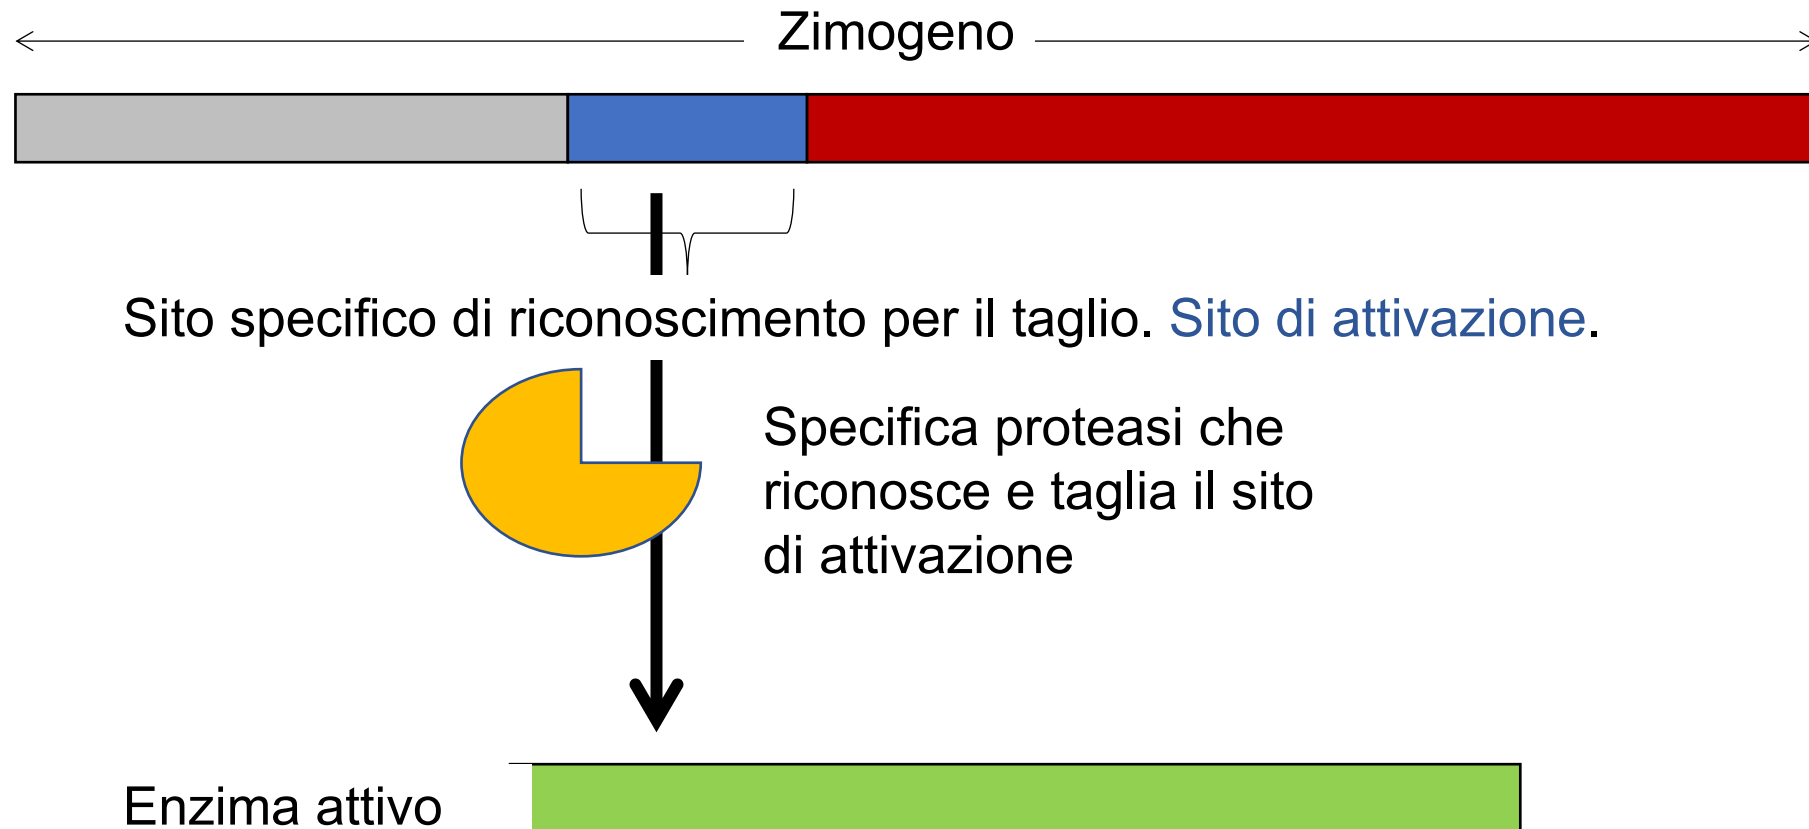 Zimogeno
Sito specifico di riconoscimento per il taglio. Sito di attivazione.
Specifica proteasi che
riconosce e taglia il sito
di attivazione
Enzima attivo